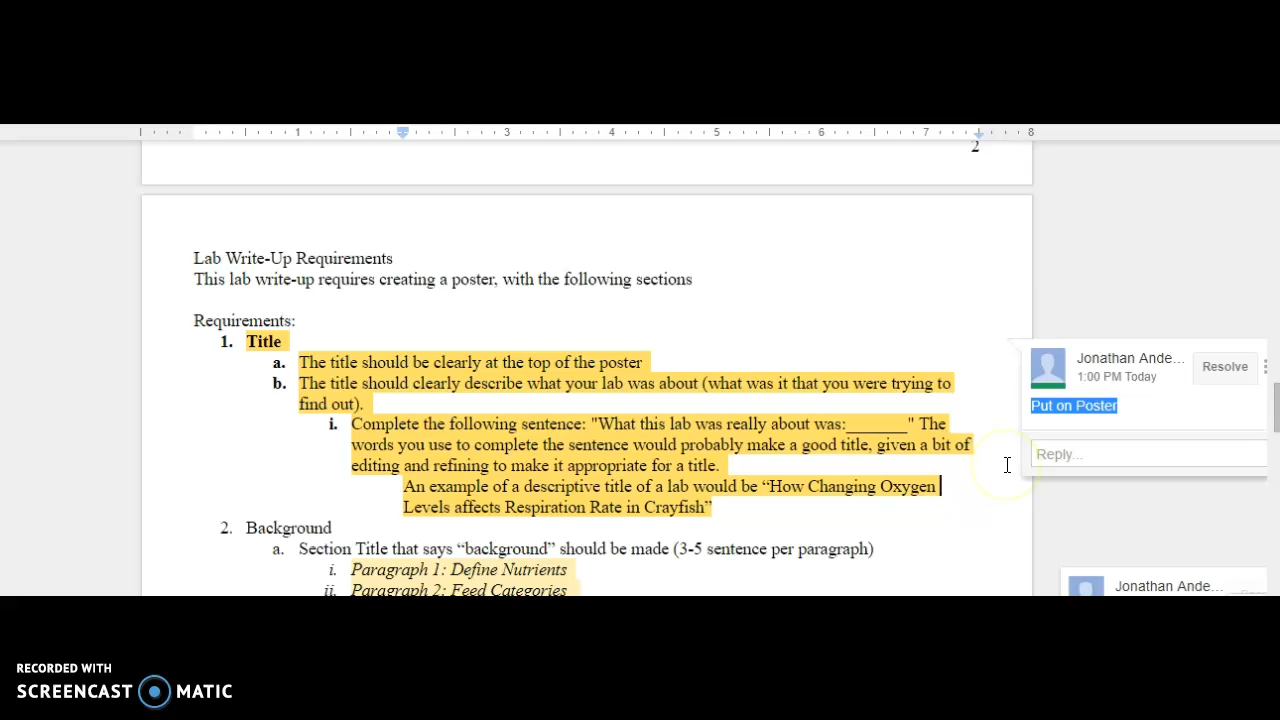 1 3 4 5 6 7 8
2
Lab Write-Up Requirements
This lab write-up requires creating a poster, with the following sections
Requirements:
1. Title
a. The title should be clearly at the top of the poster
b. The title should clearly describe what your lab was about (what was it that you were trying to
find out).
i. Complete the following sentence: "What this lab was really about was:_______" The
words you use to complete the sentence would probably make a good title, given a bit of
editing and refining to make it appropriate for a title.
An example of a descriptive title of a lab would be “How Changing Oxygen
Levels affects Respiration Rate in Crayfish”
2. Background
a. Section Title that says “background” should be made (3-5 sentence per paragraph)
i. Paragraph 1: Define Nutrients
ii. Paragraph 2: Feed Categories
Jonathan Ande...
1:00 PM Today
Resolve
Put on Poster
Reply...
Jonathan Ande...
RECORDED WITH
SCREENCAST MATIC